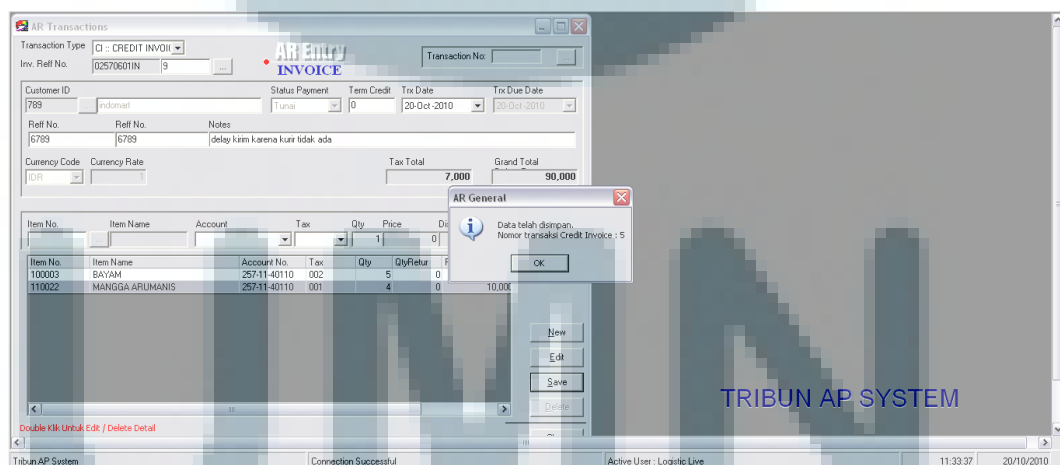 AR Transactions
Transaction Type CI :: CREDIT INVOII
AR Entry
INVOICE
Transaction No:
...
Inv. Reff No. 02570601IN 9 ...
Customer ID Status Payment Term Credit Trx Date Trx Due Date
789 ... indomart Tunai 0 20-Oct-2010 20-Oct-2010
Reff No. Reff No. Notes
6789 6789 delay kirim karena kurir tidak ada
Currency Code Currency Rate Tax Total Grand Total
IDR 1 7,000 90,000
AR General
Data telah disimpan.
Nomor transaksi Credit Invoice : 5
OK
Item No. Item Name Account Tax Qty Price
... 1 0
Item No. Item Name Account No. Tax Qty QtyRetur
100003 BAYAM 257-11-40110 002 5 0
110022 MANGGA ARUMANIS 257-11-40110 001 4 0 10,000
New
Edit
Save
Delete
TRIBUN AP SYSTEM
Double Klik Untuk Edit / Delete Detail
Tribun AP System Connection Successful Active User : Logistic Live 11:33:37 20/10/2010